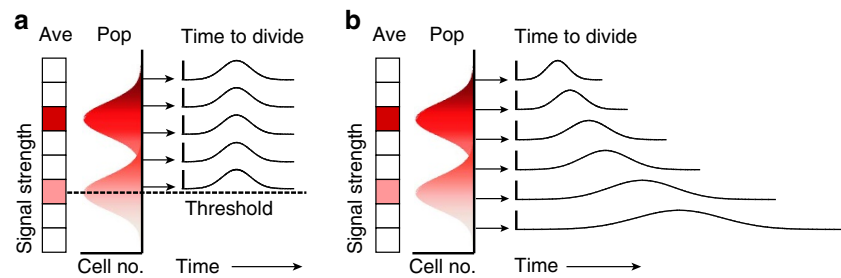 a
Ave Pop Time to divide
Signal strength
Threshold
Cell no. Time
b
Ave Pop Time to divide
Signal strength
Cell no. Time